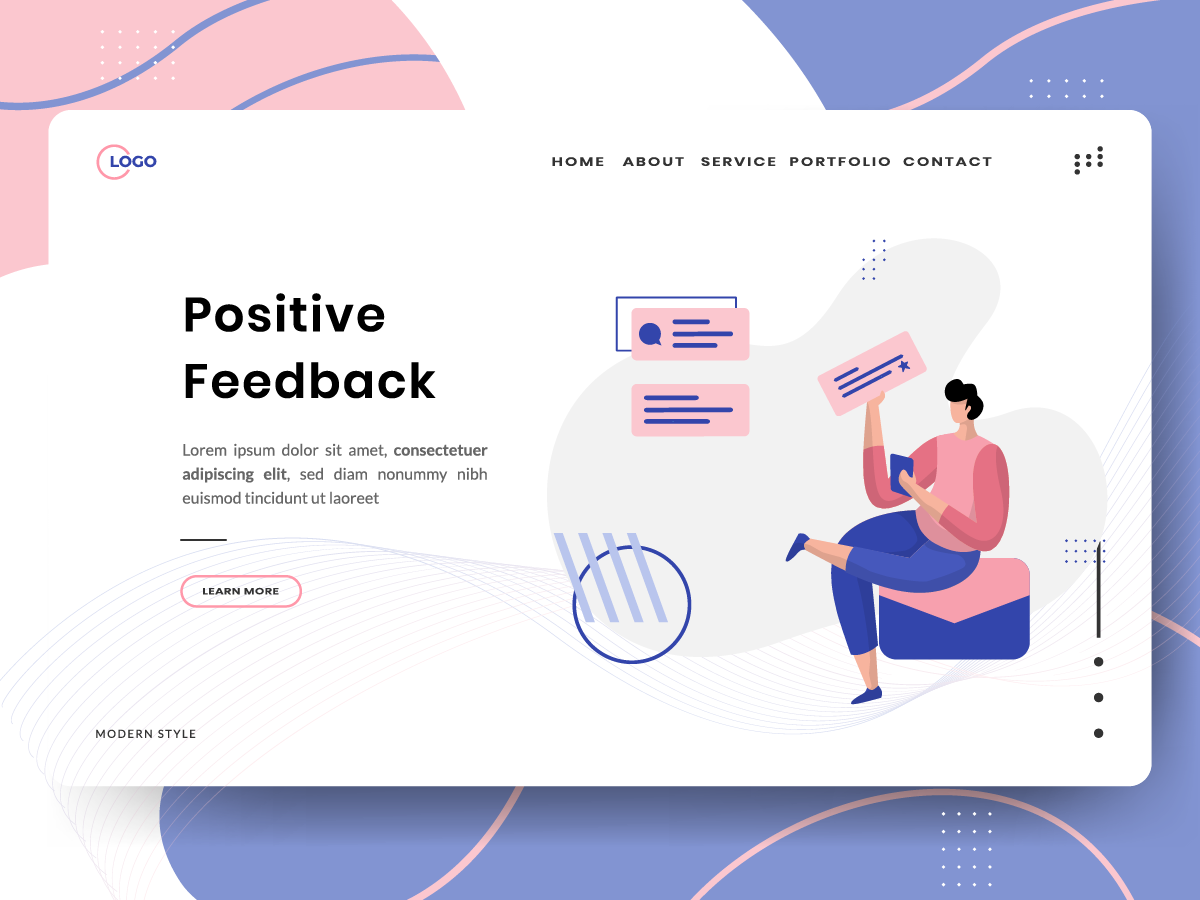 LOGO
HOME ABOUT SERVICE PORTFOLIO CONTACT
Positive
Feedback
Lorem ipsum dolor sit amet, consectetuer
adipiscing elit, sed diam nonummy nibh
euismod tincidunt ut laoreet
LEARN MORE
MODERN STYLE